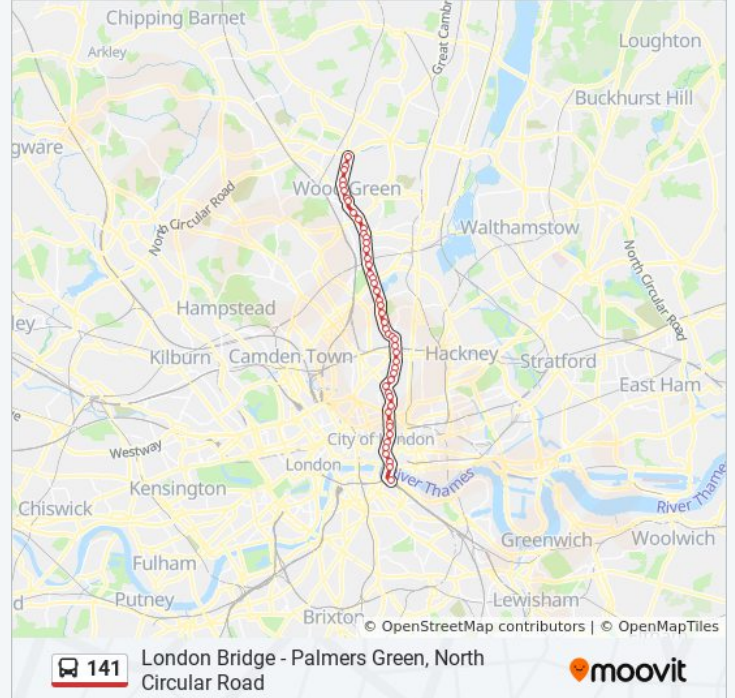 Chipping Barnet
Arkley
Great Camb
Loughton
Buckhurst Hill
gware
Wood Green
North Circular Road
Walthamstow
North Circular Road
Hampstead
ley
Kilburn
Camden Town
Hackney
Stratford
East Ham
City of London
Westway
London
River Thames
Kensington
River Thame
Chiswick
Greenwich
Woolwich
Fulham
Putney
Lewisham
d
Brixton
© OpenStreetMap contributors | © OpenMapTiles
141
London Bridge - Palmers Green, North
Circular Road
moovit